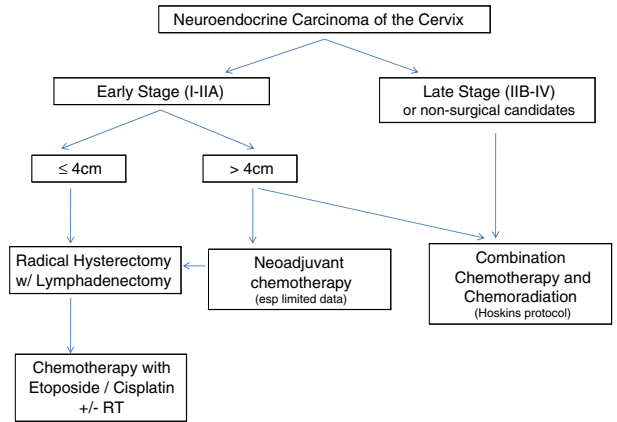 Neuroendocrine Carcinoma of the Cervix
Early Stage (I-IIA)
Late Stage (IIB-IV)
or non-surgical candidates
≤ 4cm
> 4cm
Radical Hysterectomy
w/ Lymphadenectomy
Neoadjuvant
chemotherapy
(esp limited data)
Combination
Chemotherapy and
Chemoradiation
(Hoskins protocol)
Chemotherapy with
Etoposide / Cisplatin
+/- RT